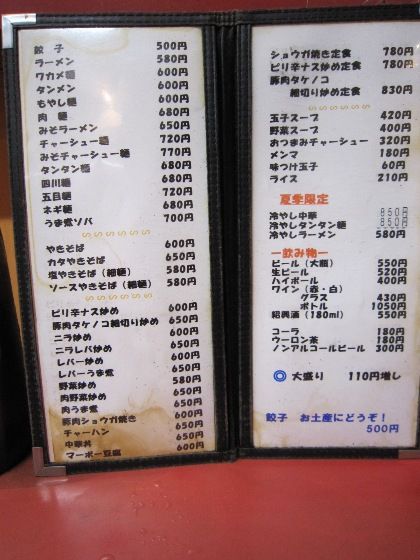 餃子 500円
ラーメン 580円
ワカメ麺 600円
タンメン 600円
もやし麺 600円
肉麺 680円
みそラーメン 650円
チャーシュー麺 720円
みそチャーシュー麺 770円
タンタン麺 680円
四川麺 680円
五目麺 720円
ネギ麺 680円
うま煮ソバ 700円
やきそば 600円
カタやきそば 650円
塩やきそば(細麺) 580円
ソースやきそば(細麺) 580円
ピリ辛ナス炒め 600円
豚肉タケノコ細切り炒め 650円
ニラ炒め 600円
ニラレバ炒め 650円
レバー炒め 600円
レバーうま煮 650円
野菜炒め 580円
肉野菜炒め 650円
肉うま煮 650円
豚肉ショウガ焼き 600円
チャーハン 650円
中華丼 650円
マーボー豆腐 600円
ショウガ焼き定食 780円
ピリ辛ナス炒め定食 780円
豚肉タケノコ
細切り炒め定食 830円
玉子スープ 420円
野菜スープ 400円
おつまみチャーシュー 320円
メンマ 180円
味つけ玉子 60円
ライス 210円
夏季限定
冷やし中華 850円
冷やしタンタン麺 850円
冷やしラーメン 580円
ー飲み物ー
ビール(大瓶) 550円
生ビール 520円
ハイボール 400円
ワイン(赤・白)
グラス 430円
ボトル 1050円
紹興酒(180ml) 550円
コーラ 180円
ウーロン茶 180円
ノンアルコールビール 300円
◎ 大盛り 110円増し
餃子 お土産にどうぞ!
500円